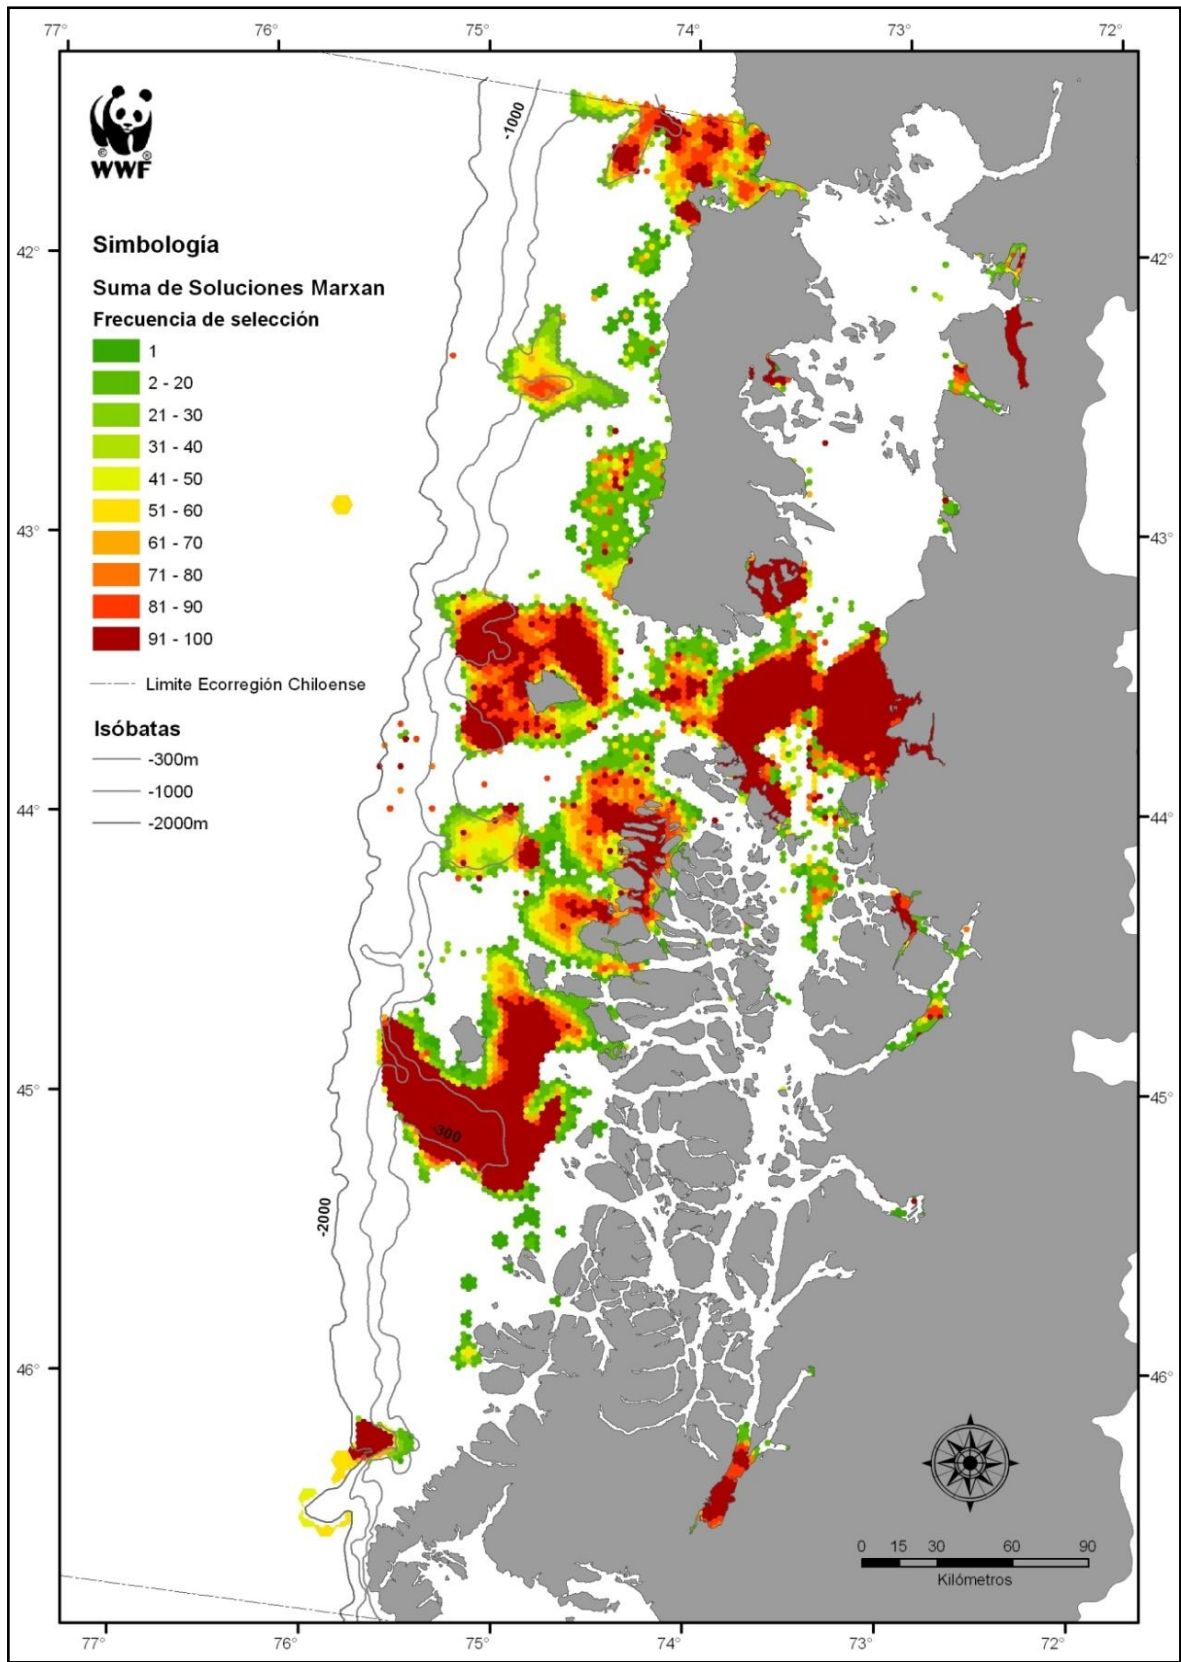 77° 76° 75° 74° 73° 72°
© ®
WWF
-1000
Simbología
Suma de Soluciones Marxan
Frecuencia de selección
1
2 - 20
21 - 30
31 - 40
41 - 50
51 - 60
61 - 70
71 - 80
81 - 90
91 - 100
Limite Ecorregión Chiloense
Isóbatas
-300m
-1000
-2000m
42° 42°
43° 43°
44° 44°
45° 45°
-300
-2000
46° 46°
0 15 30 60 90
Kilómetros
77° 76° 75° 74° 73° 72°